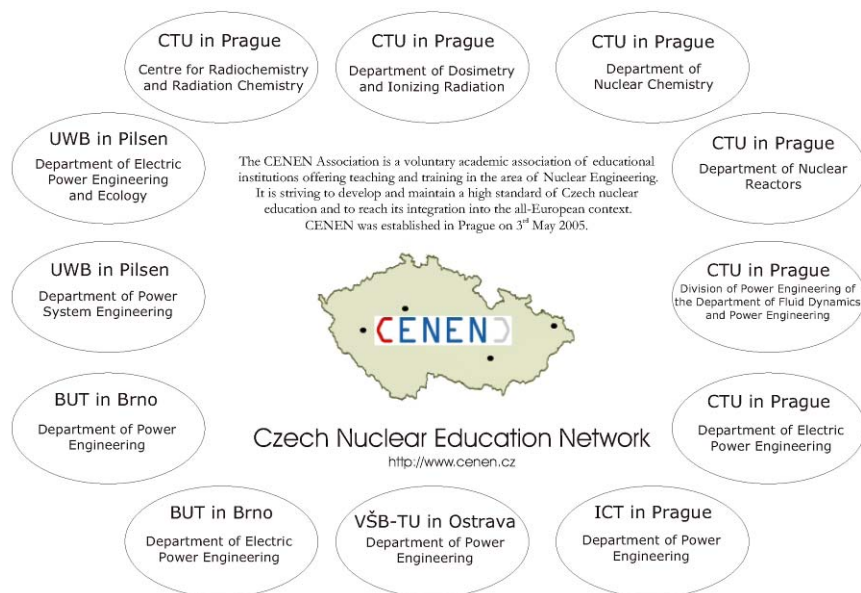 CTU in Prague
Centre for Radiochemistry
and Radiation Chemistry
CTU in Prague
Department of Dosimetry
and Ionizing Radiation
CTU in Prague
Department of
Nuclear Chemistry
UWB in Pilsen
Department of Electric
Power Engineering
and Ecology
The CENEN Association is a voluntary academic association of educational
institutions offering teaching and training in the area of Nuclear Engineering.
It is striving to develop and maintain a high standard of Czech nuclear
education and to reach its integration into the all-European context.
CENEN was established in Prague on 3rd May 2005.
CTU in Prague
Department of Nuclear
Reactors
UWB in Pilsen
Department of Power
System Engineering
CENEN
CTU in Prague
Division of Power Engineering of
the Department of Fluid Dynamics
and Power Engineering
BUT in Brno
Department of Power
Engineering
Czech Nuclear Education Network
http://www.cenen.cz
CTU in Prague
Department of Electric
Power Engineering
BUT in Brno
Department of Electric
Power Engineering
VŠB-TU in Ostrava
Department of Power
Engineering
ICT in Prague
Department of Power
Engineering